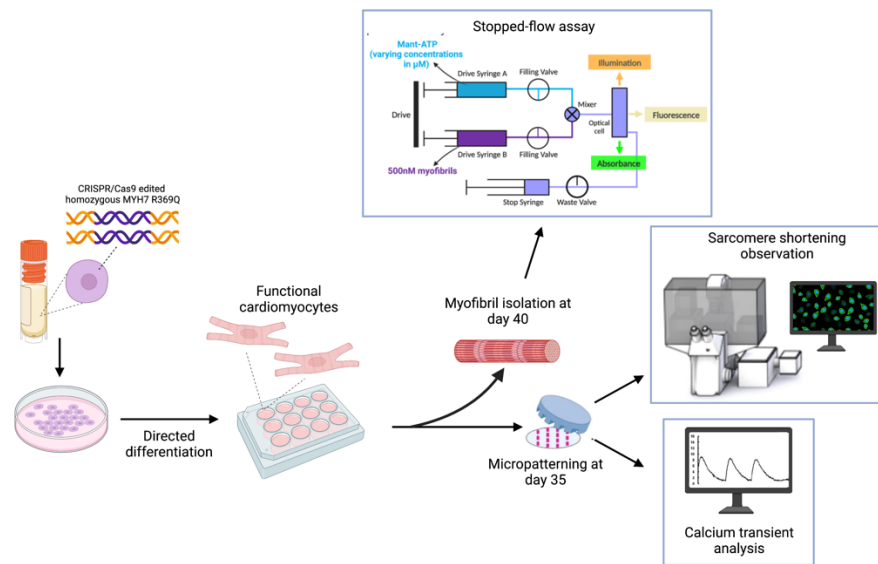 Stopped-flow assay
Mant-ATP
(varying concentrations
in µM)
Drive Syringe A
Filling Valve
Illumination
Mixer
Drive
Optical
cell
Fluorescence
Drive Syringe B
Filling Valve
500nM myofibrils
Absorbance
Stop Syringe
Waste Valve
CRISPR/Cas9 edited
homozygous MYH7 R369Q
Functional
cardiomyocytes
Myofibril isolation at
day 40
Sarcomere shortening
observation
Directed
differentiation
Micropatterning at
day 35
Calcium transient
analysis